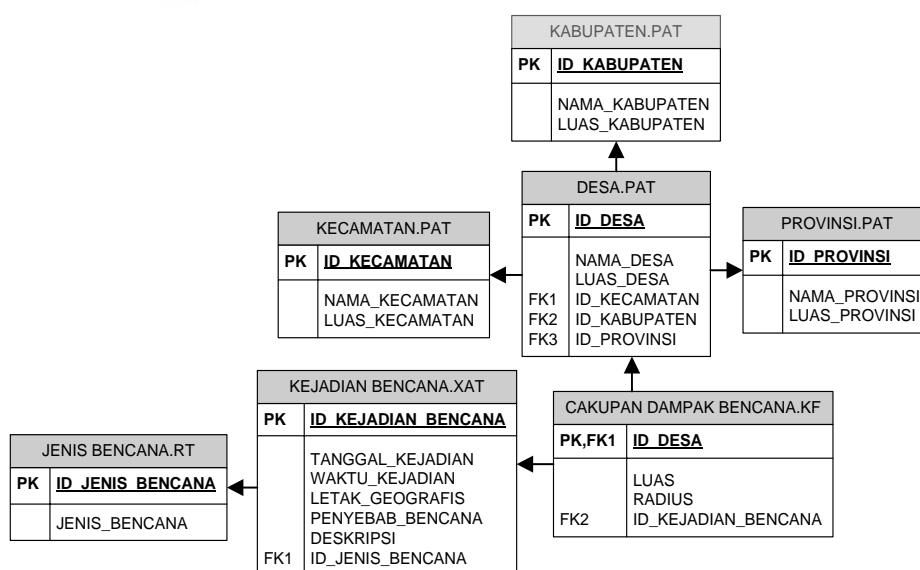 KABUPATEN.PAT
PK ID_KABUPATEN
NAMA_KABUPATEN
LUAS_KABUPATEN
DESA.PAT
PK ID_DESA
NAMA_DESA
LUAS_DESA
FK1 ID_KECAMATAN
FK2 ID_KABUPATEN
FK3 ID_PROVINSI
KECAMATAN.PAT
PK ID_KECAMATAN
NAMA_KECAMATAN
LUAS_KECAMATAN
PROVINSI.PAT
PK ID_PROVINSI
NAMA_PROVINSI
LUAS_PROVINSI
KEJADIAN BENCANA.XAT
PK ID_KEJADIAN_BENCANA
TANGGAL_KEJADIAN
WAKTU_KEJADIAN
LETAK_GEOGRAFIS
PENYEBAB_BENCANA
DESKRIPSI
FK1 ID_JENIS_BENCANA
CAKUPAN DAMPAK BENCANA.KF
PK,FK1 ID_DESA
LUAS
RADIUS
FK2 ID_KEJADIAN_BENCANA
JENIS BENCANA.RT
PK ID_JENIS_BENCANA
JENIS_BENCANA